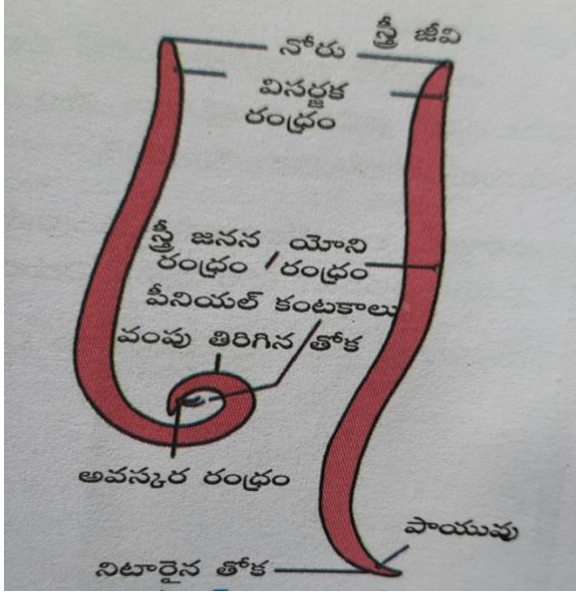 స్త్రీ జీవి
నోరు
విసర్జక
రంధ్రం
స్త్రీ జనన యోని
రంధ్రం / రంధ్రం
పీనియల్ కంటకాలు
వంపు తిరిగిన తోక
అవస్కర రంధ్రం
పాయువు
నిటారైన తోక